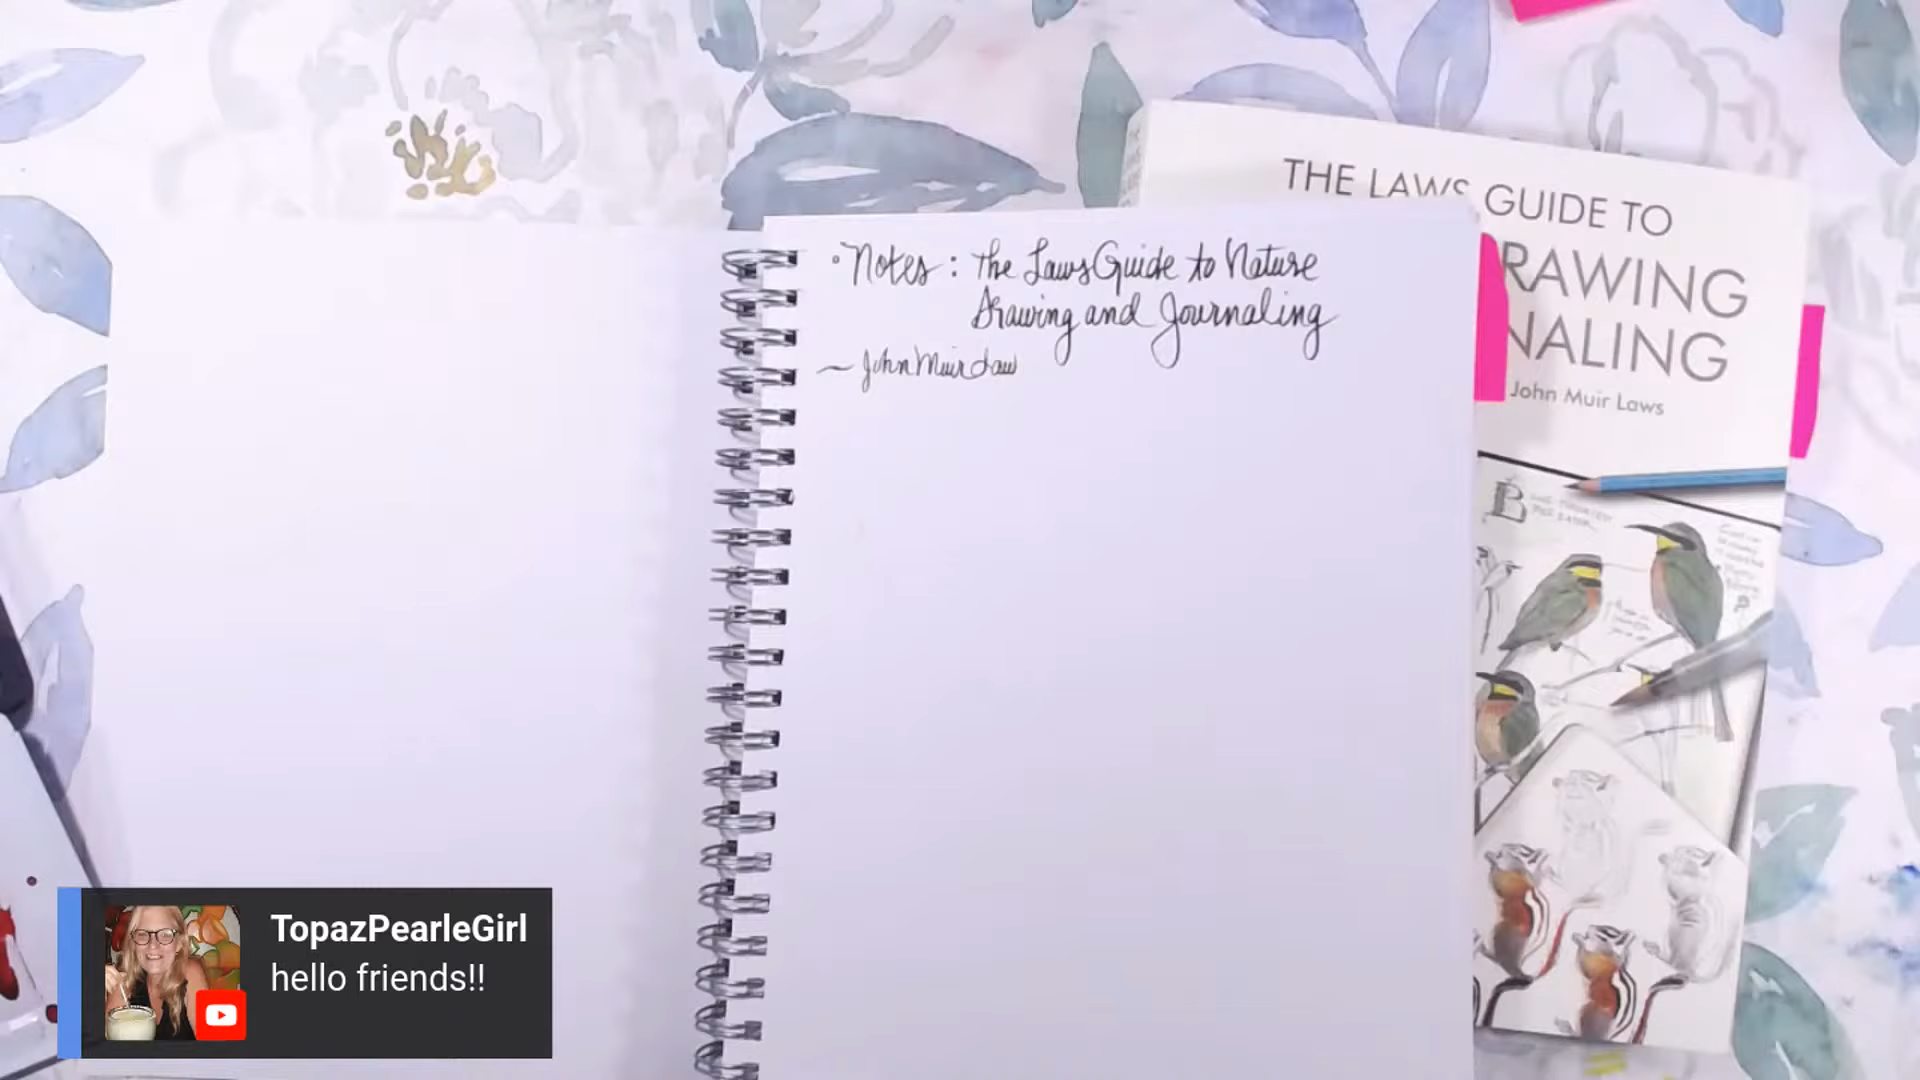 THE LAWS GUIDE TO
RAWING
NALING
John Muir Laws
• Notes : The Laws Guide to Nature
Drawing and Journaling
~ John Muir Laws
B
TopazPearleGirl
hello friends!!